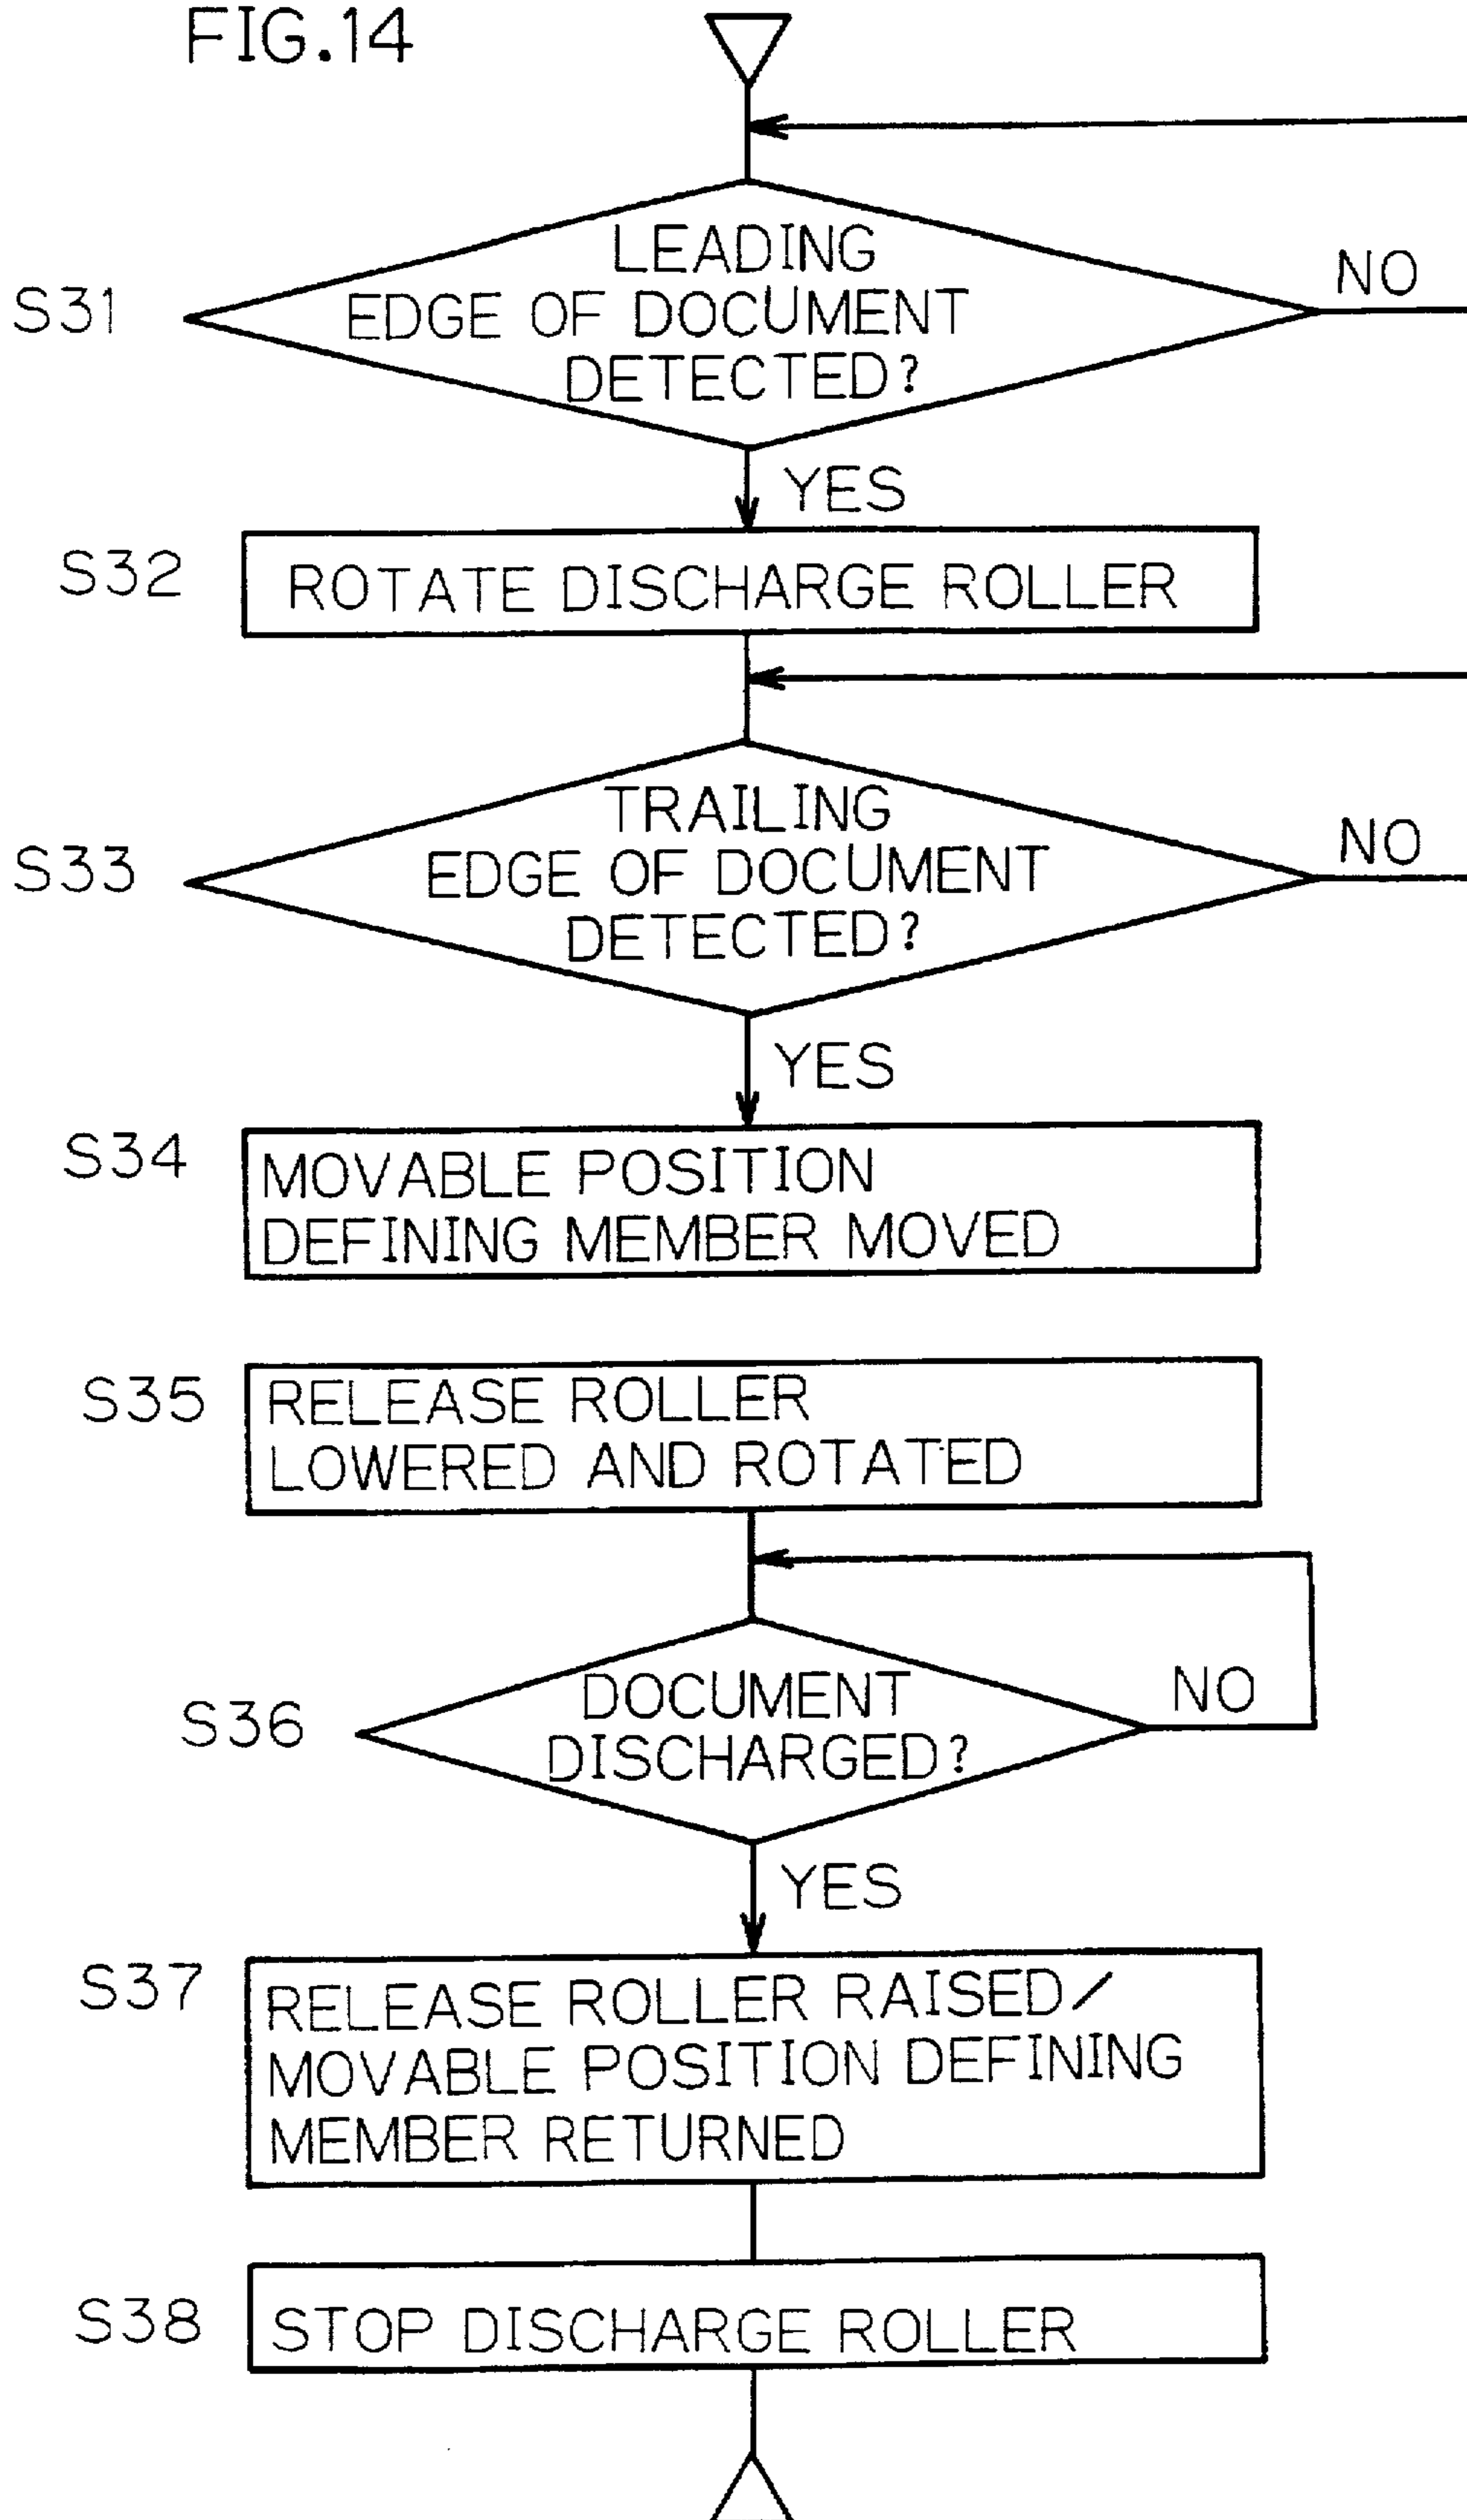 FIG.14
S31
LEADING
EDGE OF DOCUMENT
DETECTED?
NO
YES
S32
ROTATE DISCHARGE ROLLER
S33
TRAILING
EDGE OF DOCUMENT
DETECTED?
NO
YES
S34
MOVABLE POSITION
DEFINING MEMBER MOVED
S35
RELEASE ROLLER
LOWERED AND ROTATED
S36
DOCUMENT
DISCHARGED?
NO
YES
S37
RELEASE ROLLER RAISED/
MOVABLE POSITION DEFINING
MEMBER RETURNED
S38
STOP DISCHARGE ROLLER